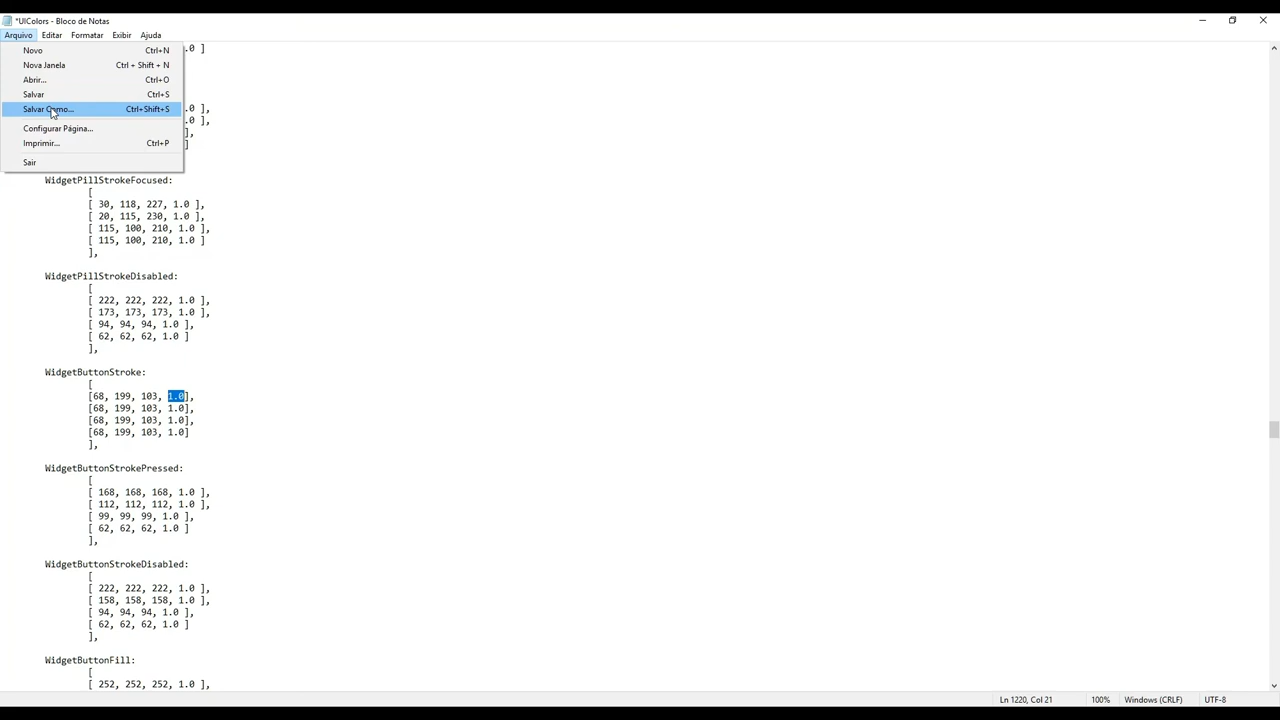 *UIColors - Bloco de Notas
Arquivo Editar Formatar Exibir Ajuda
Novo Ctrl+N
Nova Janela Ctrl + Shift + N
Abrir... Ctrl+O
Salvar Ctrl+S
Salvar Como... Ctrl+Shift+S
Configurar Página...
Imprimir... Ctrl+P
Sair
.0 ]
.0 ],
.0 ],
],
]
WidgetPillStrokeFocused:
[
[ 30, 118, 227, 1.0 ],
[ 20, 115, 230, 1.0 ],
[ 115, 100, 210, 1.0 ],
[ 115, 100, 210, 1.0 ]
],
WidgetPillStrokeDisabled:
[
[ 222, 222, 222, 1.0 ],
[ 173, 173, 173, 1.0 ],
[ 94, 94, 94, 1.0 ],
[ 62, 62, 62, 1.0 ]
],
WidgetButtonStroke:
[
[68, 199, 103, 1.0],
[68, 199, 103, 1.0],
[68, 199, 103, 1.0],
[68, 199, 103, 1.0]
],
WidgetButtonStrokePressed:
[
[ 168, 168, 168, 1.0 ],
[ 112, 112, 112, 1.0 ],
[ 99, 99, 99, 1.0 ],
[ 62, 62, 62, 1.0 ]
],
WidgetButtonStrokeDisabled:
[
[ 222, 222, 222, 1.0 ],
[ 158, 158, 158, 1.0 ],
[ 94, 94, 94, 1.0 ],
[ 62, 62, 62, 1.0 ]
],
WidgetButtonFill:
[
[ 252, 252, 252, 1.0 ],
Ln 1220, Col 21 100% Windows (CRLF) UTF-8